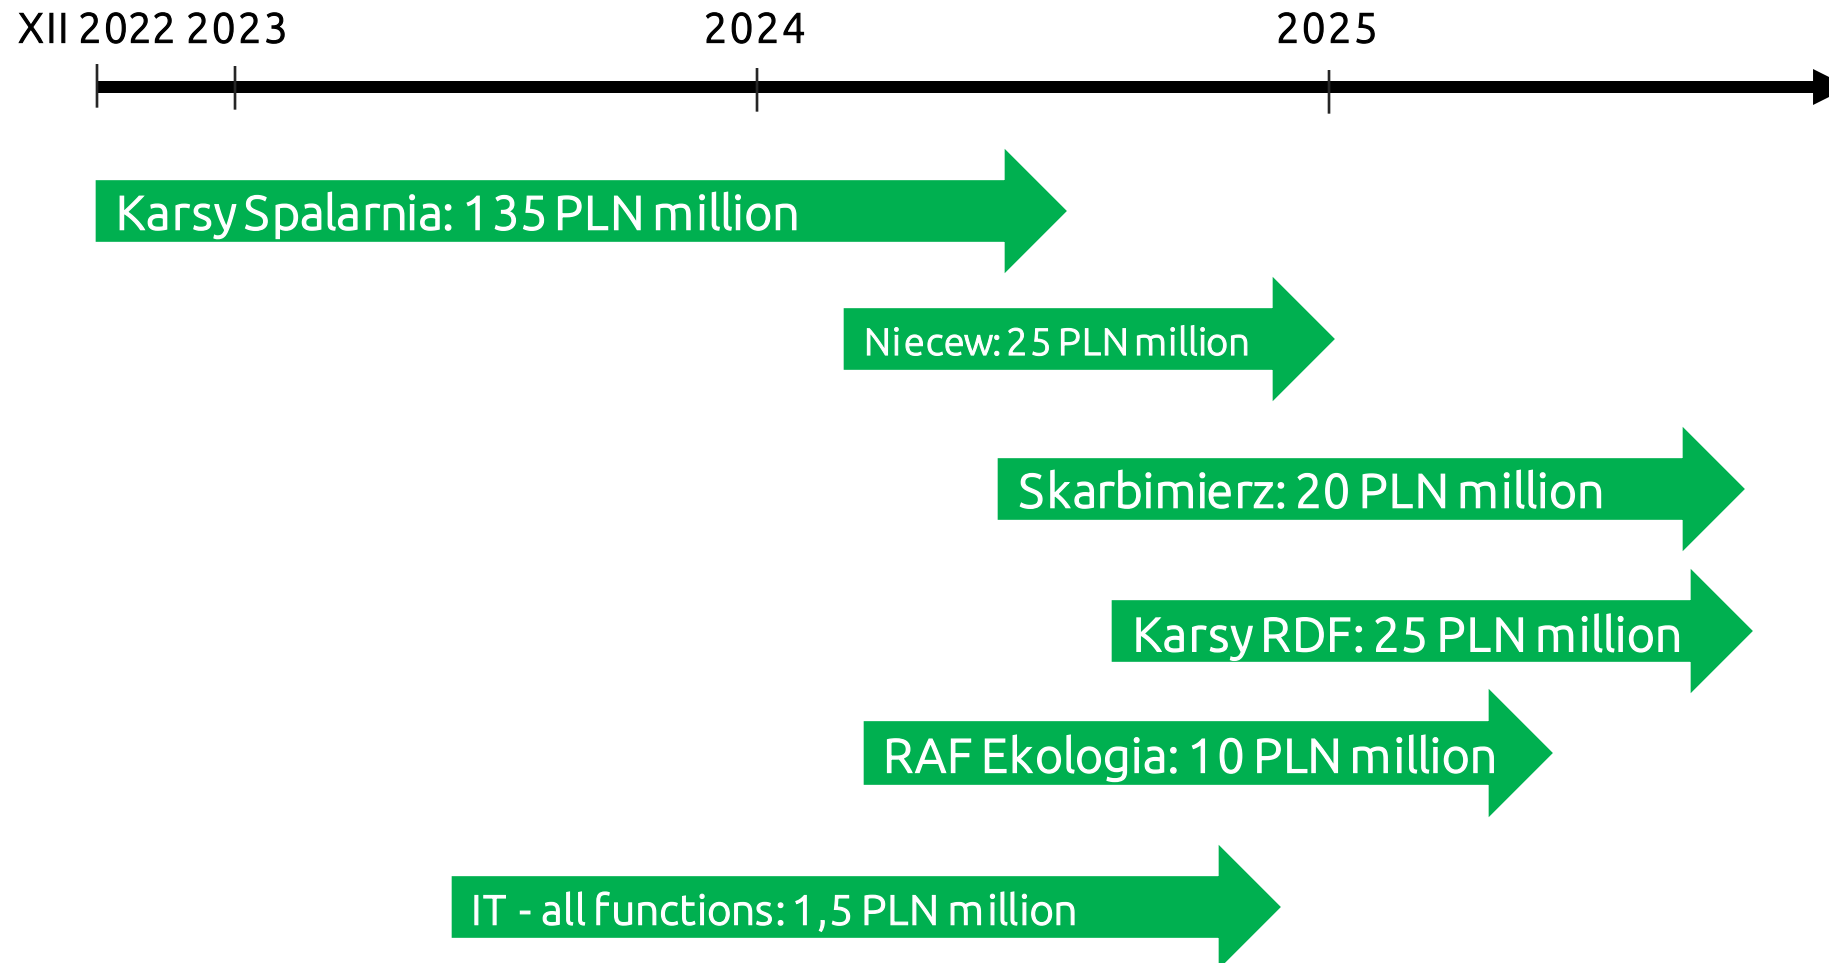 XII 2022 2023 2024 2025
Karsy Spalarnia: 135 PLN million
Niecew: 25 PLN million
Skarbimierz: 20 PLN million
Karsy RDF: 25 PLN million
RAF Ekologia: 10 PLN million
IT - all functions: 1,5 PLN million